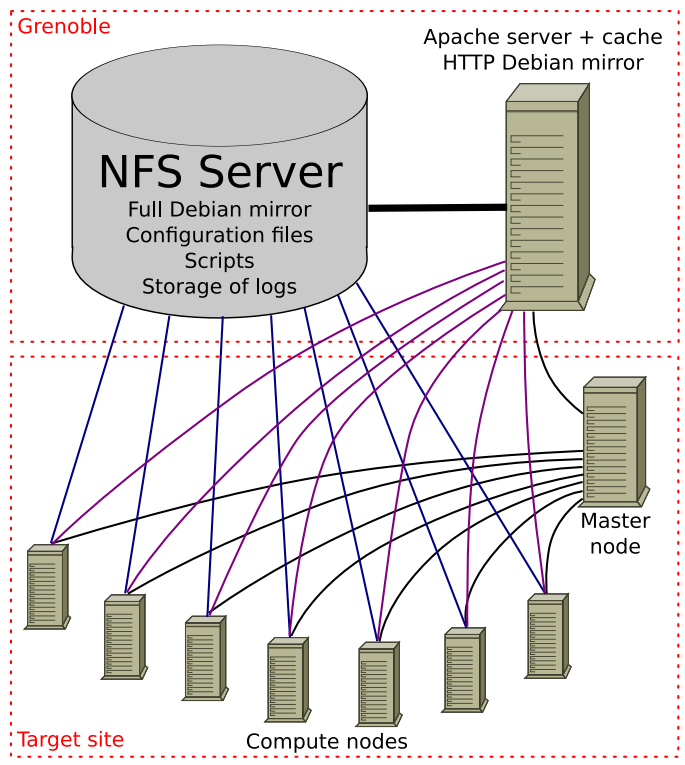 Grenoble
Apache server + cache
HTTP Debian mirror
NFS Server
Full Debian mirror
Configuration files
Scripts
Storage of logs
Master
node
Target site
Compute nodes